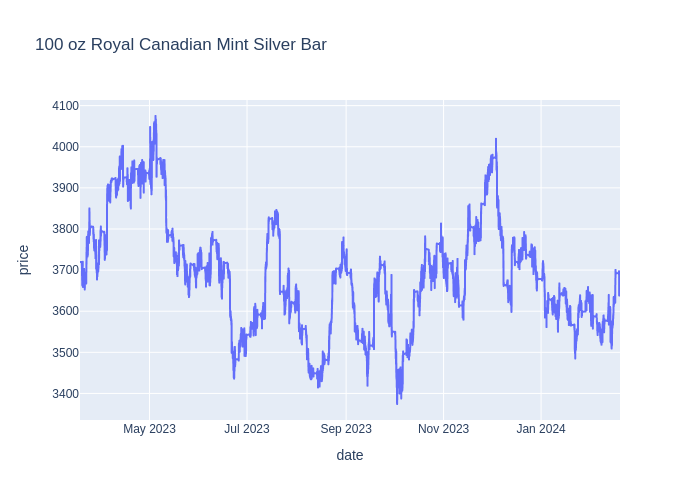 100 oz Royal Canadian Mint Silver Bar
4100
4000
3900
3800
3700
3600
3500
3400
price
May 2023
Jul 2023
Sep 2023
Nov 2023
Jan 2024
date